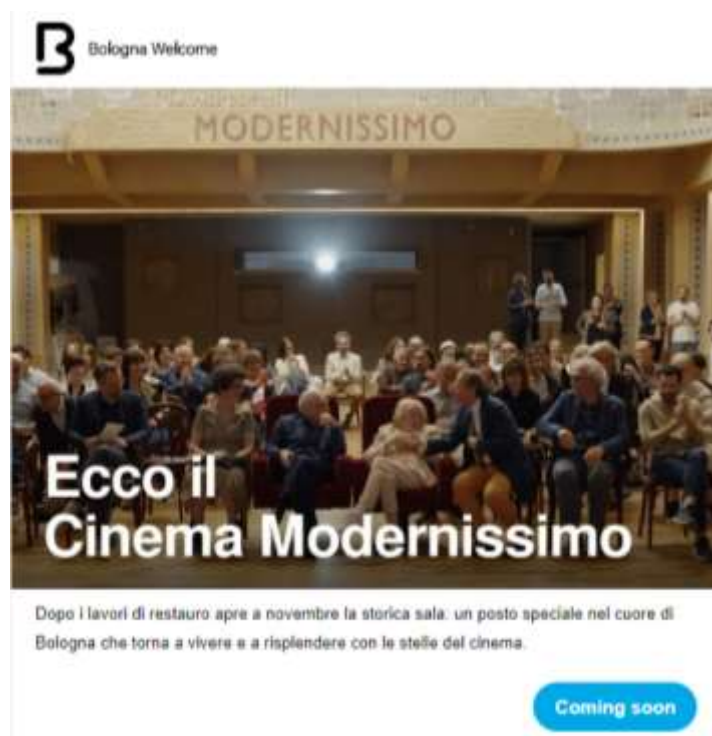 Bologna Welcome
MODERNISSIMO
Ecco il
Cinema Modernissimo
Dopo i lavori di restauro apre a novembre la storica sala: un posto speciale nel cuore di
Bologna che torna a vivere e a risplendere con le stelle del cinema.
Coming soon